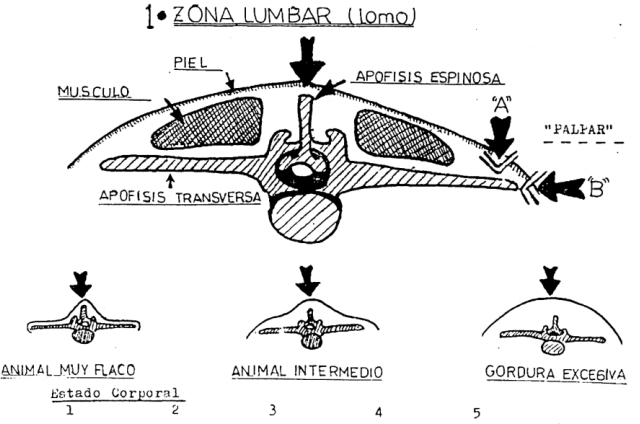 1• ZONA LUMBAR (lomo)
PIEL
APOFISIS ESPINOSA
MUSCULO
"A"
"PALPAR"
"B"
APOFISIS TRANSVERSA
ANIMAL MUY FLACO
ANIMAL INTERMEDIO
GORDURA EXCESIVA
Estado Corporal
1 2 3 4 5